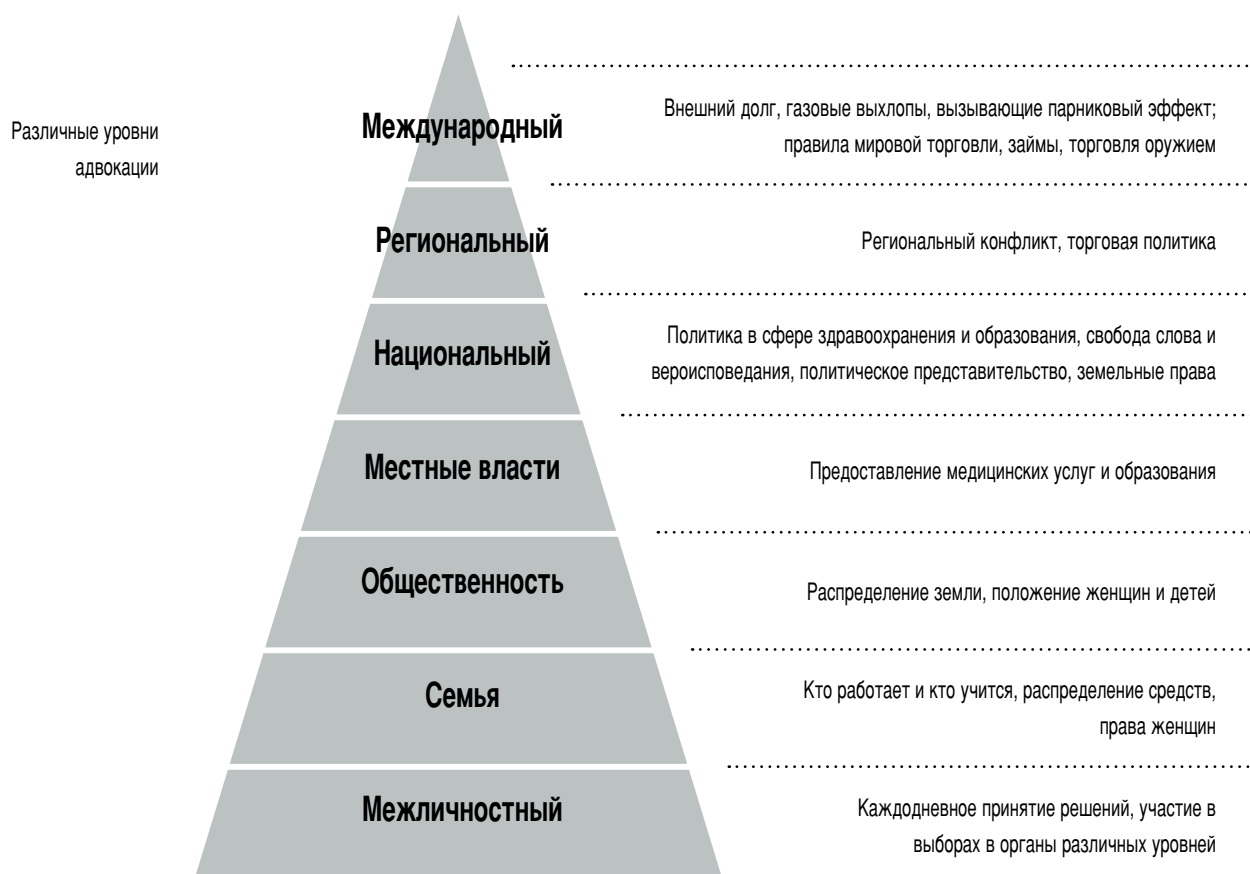 Различные уровни
адвокации
Международный
Внешний долг, газовые выхлопы, вызывающие парниковый эффект;
правила мировой торговли, займы, торговля оружием
Региональный
Региональный конфликт, торговая политика
Национальный
Политика в сфере здравоохранения и образования, свобода слова и
вероисповедания, политическое представительство, земельные права
Местные власти
Предоставление медицинских услуг и образования
Общественность
Распределение земли, положение женщин и детей
Семья
Кто работает и кто учится, распределение средств,
права женщин
Межличностный
Каждодневное принятие решений, участие в
выборах в органы различных уровней